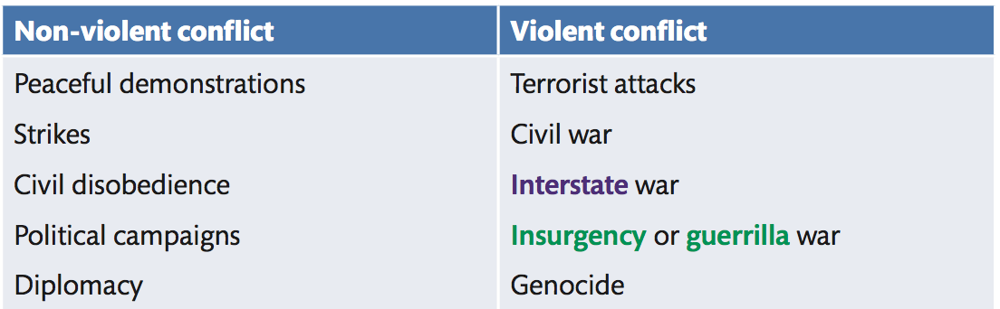 Non-violent conflict Violent conflict
Peaceful demonstrations Terrorist attacks
Strikes Civil war
Civil disobedience Interstate war
Political campaigns Insurgency or guerrilla war
Diplomacy Genocide